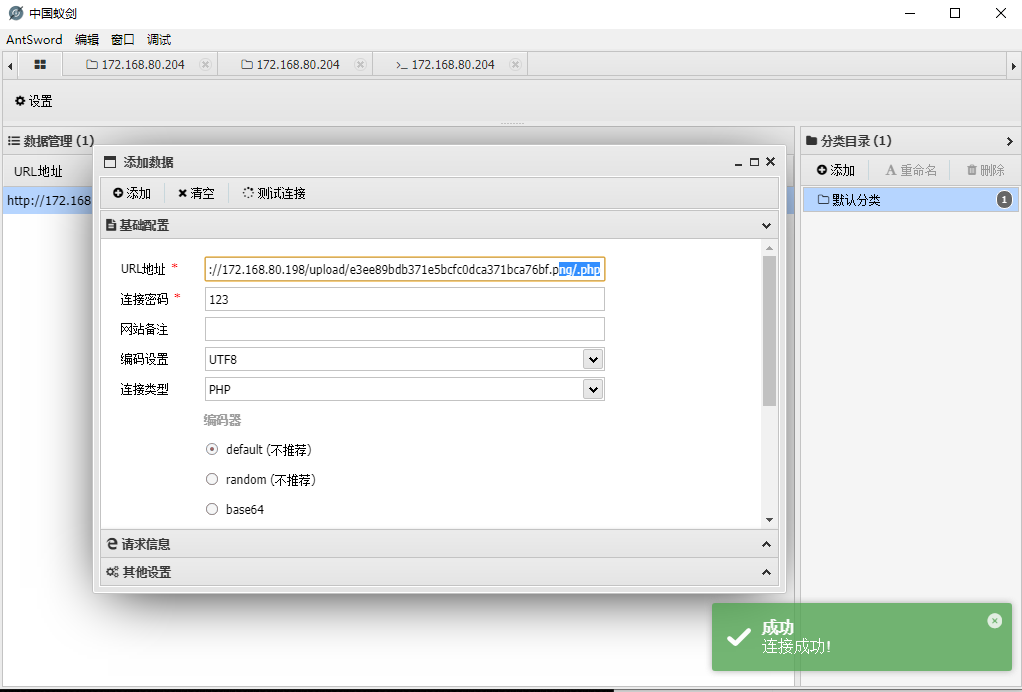 中国蚁剑
AntSword 编辑 窗口 调试
172.168.80.204 172.168.80.204 >_ 172.168.80.204
设置
数据管理 (1)
URL地址
http://172.168
添加数据
添加 清空 测试连接
基础配置
URL地址 * ://172.168.80.198/upload/e3ee89bdb371e5bcfc0dca371bca76bf.png/.php
连接密码 * 123
网站备注
编码设置 UTF8
连接类型 PHP
编码器
default (不推荐)
random (不推荐)
base64
请求信息
其他设置
分类目录 (1)
添加 重命名 删除
默认分类 1
成功
连接成功!